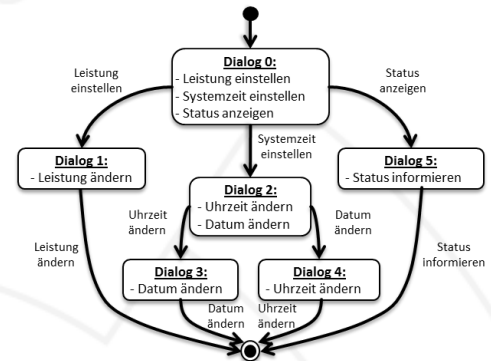 Dialog 0:
- Leistung einstellen
- Systemzeit einstellen
- Status anzeigen
Leistung
einstellen
Status
anzeigen
Systemzeit
einstellen
Dialog 1:
- Leistung ändern
Dialog 2:
- Uhrzeit ändern
- Datum ändern
Dialog 5:
- Status informieren
Uhrzeit
ändern
Datum
ändern
Leistung
ändern
Status
informieren
Dialog 3:
- Datum ändern
Dialog 4:
- Uhrzeit ändern
Datum
ändern
Uhrzeit
ändern